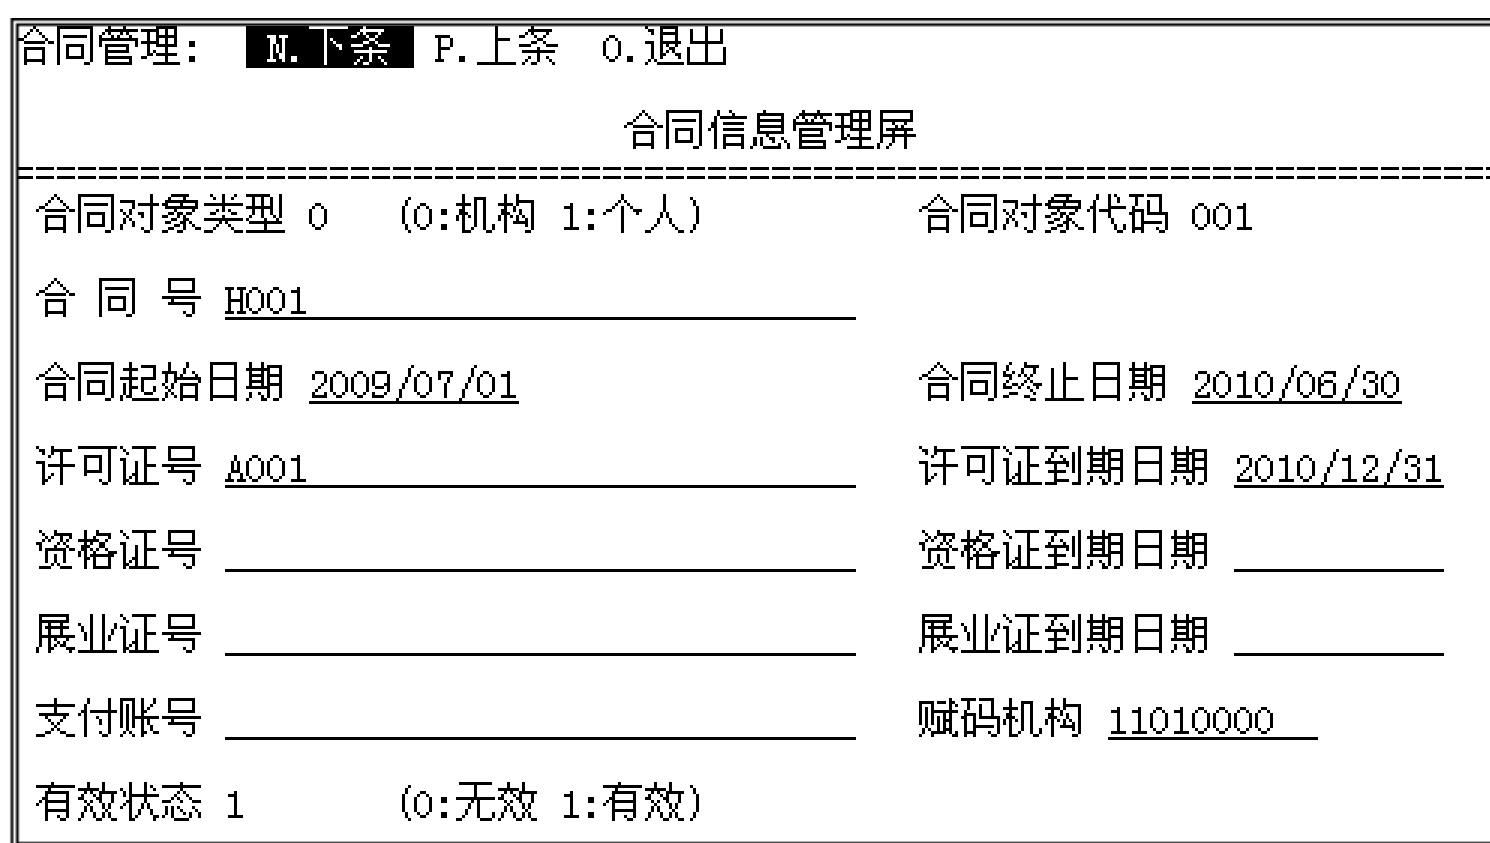 合同管理: N.下条 P.上条 0.退出
合同信息管理屏
======================================================================
合同对象类型 0 (0:机构 1:个人) 合同对象代码 001
合 同 号 H001
合同起始日期 2009/07/01 合同终止日期 2010/06/30
许可证号 A001 许可证到期日期 2010/12/31
资格证号 资格证到期日期
展业证号 展业证到期日期
支付账号 赋码机构 11010000
有效状态 1 (0:无效 1:有效)